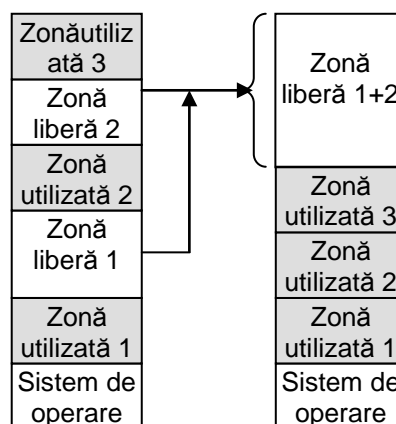 Zonăutiliz
ată 3
Zonă
liberă 2
Zonă
utilizată 2
Zonă
liberă 1
Zonă
utilizată 1
Sistem de
operare
Zonă
liberă 1+2
Zonă
utilizată 3
Zonă
utilizată 2
Zonă
utilizată 1
Sistem de
operare